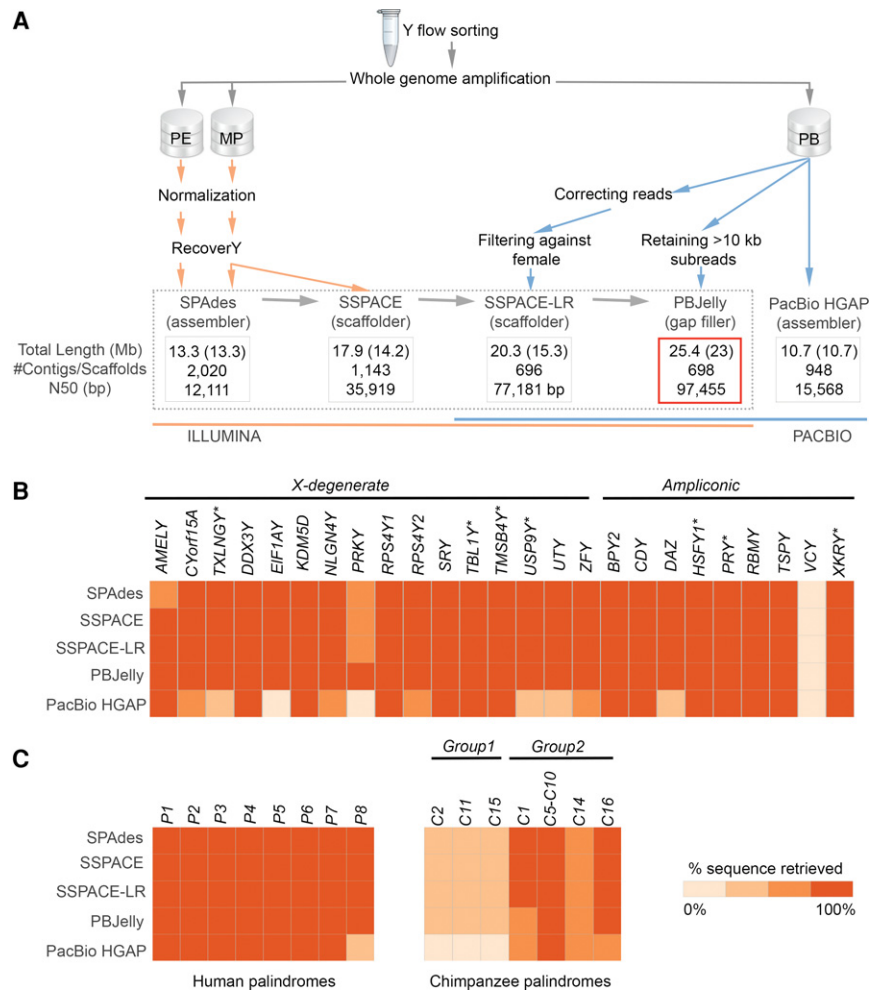 A
Y flow sorting
Whole genome amplification
PE MP PB
Normalization
Correcting reads
RecoverY
Filtering against female
Retaining >10 kb subreads
SPAdes (assembler)
SSPACE (scaffolder)
SSPACE-LR (scaffolder)
PBJelly (gap filler)
PacBio HGAP (assembler)
Total Length (Mb) 13.3 (13.3) 17.9 (14.2) 20.3 (15.3) 25.4 (23) 10.7 (10.7)
#Contigs/Scaffolds 2,020 1,143 696 698 948
N50 (bp) 12,111 35,919 77,181 bp 97,455 15,568
ILLUMINA PACBIO
B
X-degenerate Ampliconic
AMELY CYorf15A TXLNGY* DDX3Y EIF1AY KDM5D NLGN4Y PRKY RPS4Y1 RPS4Y2 SRY TBL1Y* TMSB4Y* USP9Y* UTY ZFY BPY2 CDY DAZ HSFY1* PRY* RBMY TSPY VCY XKRY*
SPAdes
SSPACE
SSPACE-LR
PBJelly
PacBio HGAP
C
Group1 Group2
P1 P2 P3 P4 P5 P6 P7 P8 C2 C11 C15 C1 C5-C10 C14 C16
SPAdes
SSPACE
SSPACE-LR
PBJelly
PacBio HGAP
% sequence retrieved
0% 100%
Human palindromes Chimpanzee palindromes